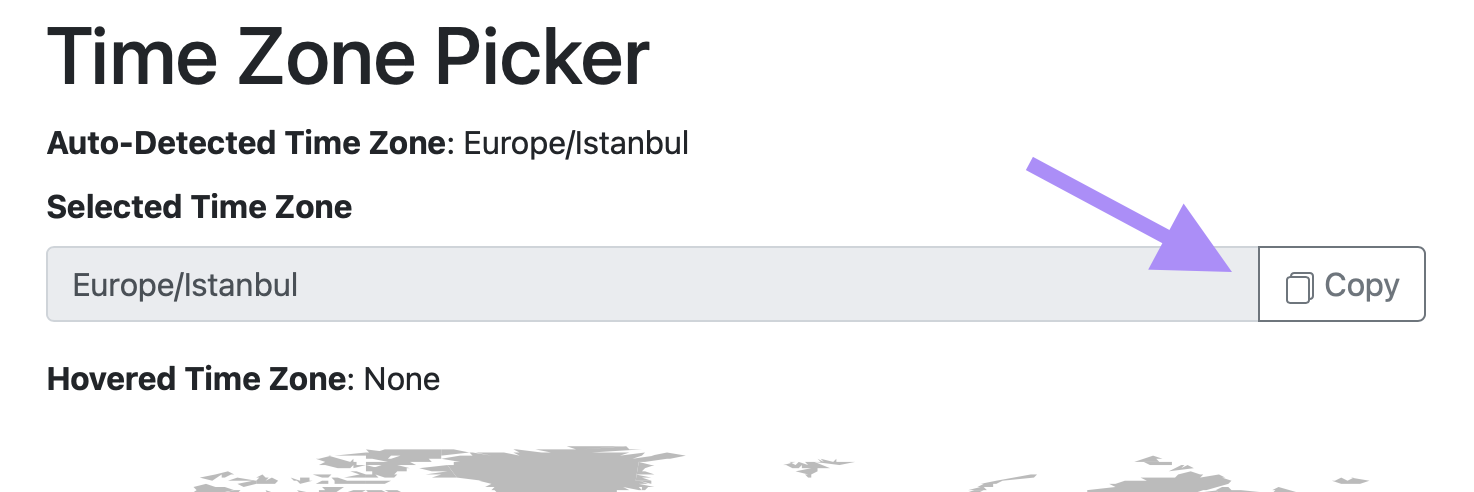 Time Zone Picker
Auto-Detected Time Zone: Europe/Istanbul
Selected Time Zone
Europe/Istanbul
Copy
Hovered Time Zone: None